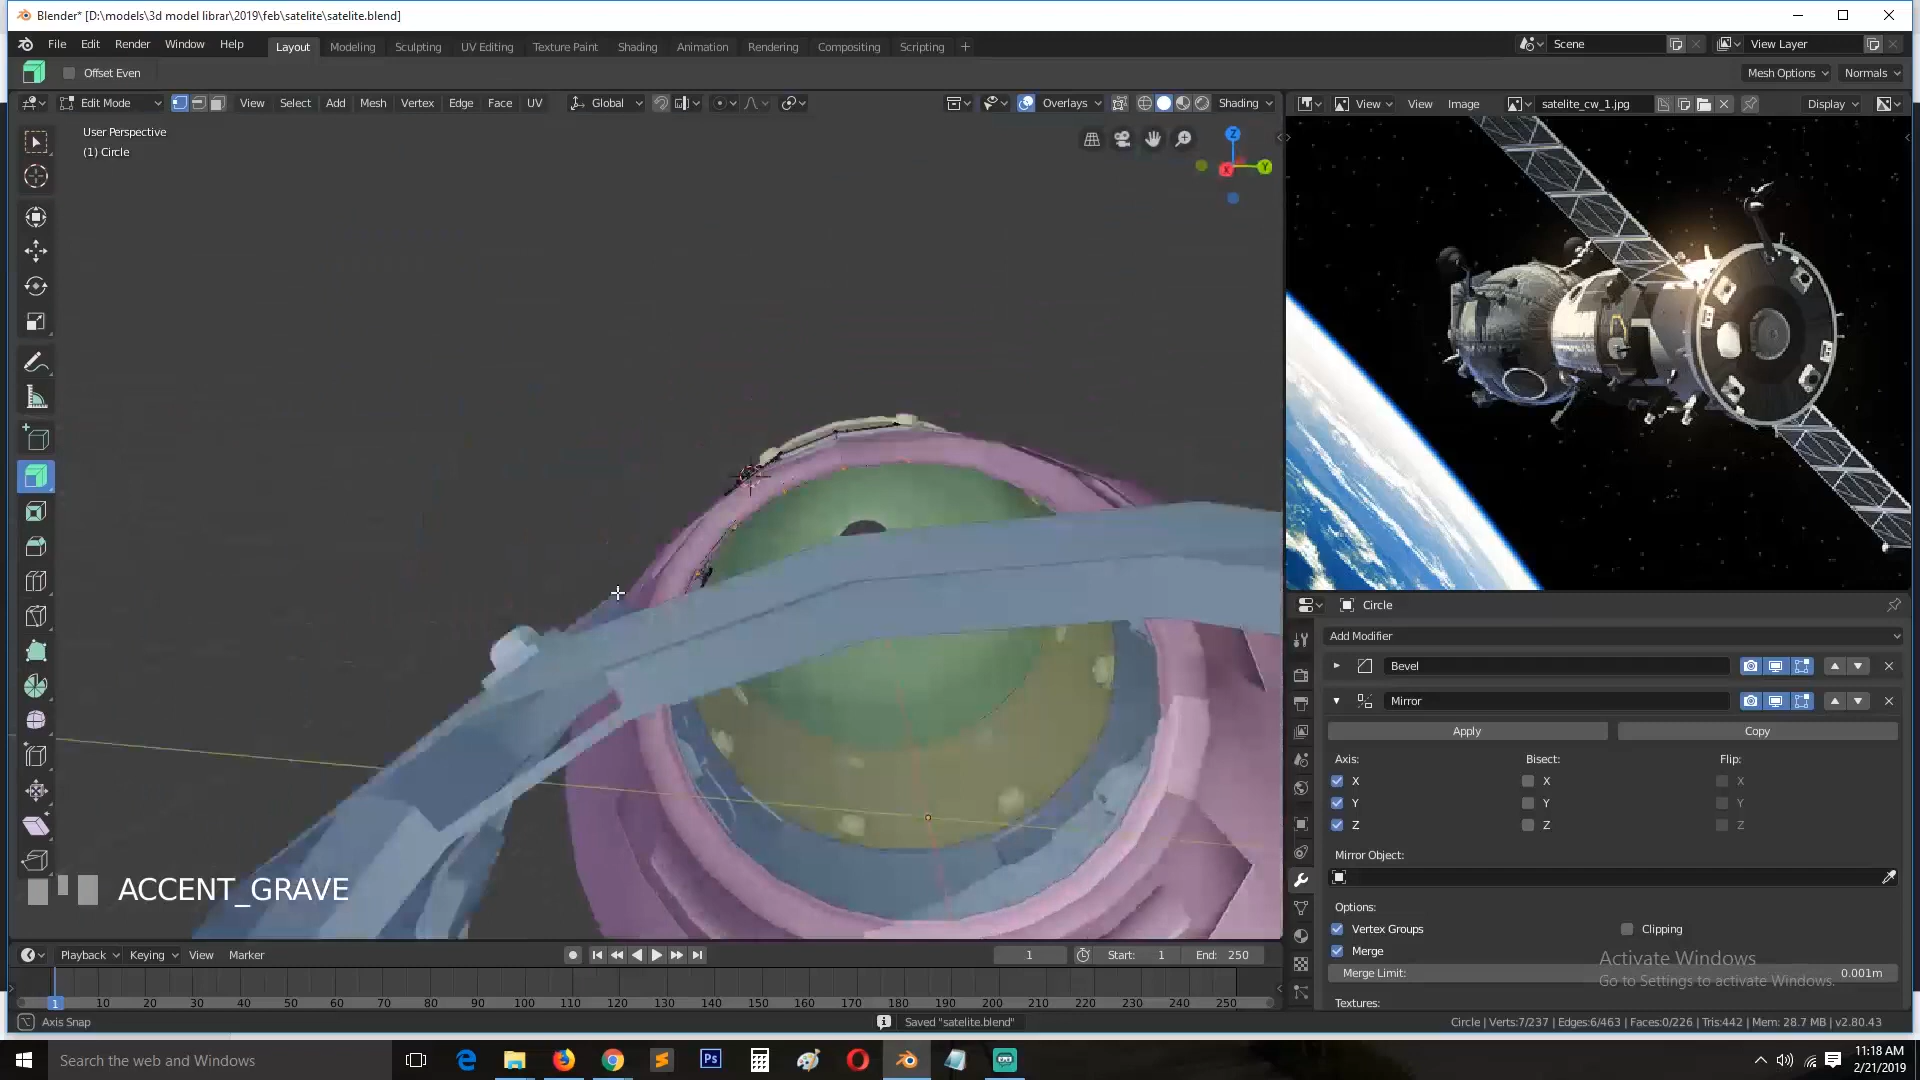 Blender* [D:\models\3d model librar\2019\feb\satelite\satelite.blend]
File Edit Render Window Help Layout Modeling Sculpting UV Editing Texture Paint Shading Animation Rendering Compositing Scripting + Scene View Layer
Offset Even Mesh Options Normals
Edit Mode View Select Add Mesh Vertex Edge Face UV Global Overlays Shading View View Image satelite_cw_1.jpg Display
User Perspective
(1) Circle
Z
Y
X
Circle
Add Modifier
Bevel
Mirror
Apply Copy
Axis: Bisect: Flip:
X X X
Y Y Y
Z Z Z
Mirror Object:
Options:
Vertex Groups Clipping
Merge
Merge Limit: 0.001m
Textures:
Activate Windows
Go to Settings to activate Windows.
ACCENT_GRAVE
Playback Keying View Marker 1 Start: 1 End: 250
1 10 20 30 40 50 60 70 80 90 100 110 120 130 140 150 160 170 180 190 200 210 220 230 240 250
Axis Snap Saved "satelite.blend" Circle | Verts:7/237 | Edges:6/463 | Faces:0/226 | Tris:442 | Mem: 28.7 MB | v2.80.43
Search the web and Windows Ps 11:18 AM
2/21/2019